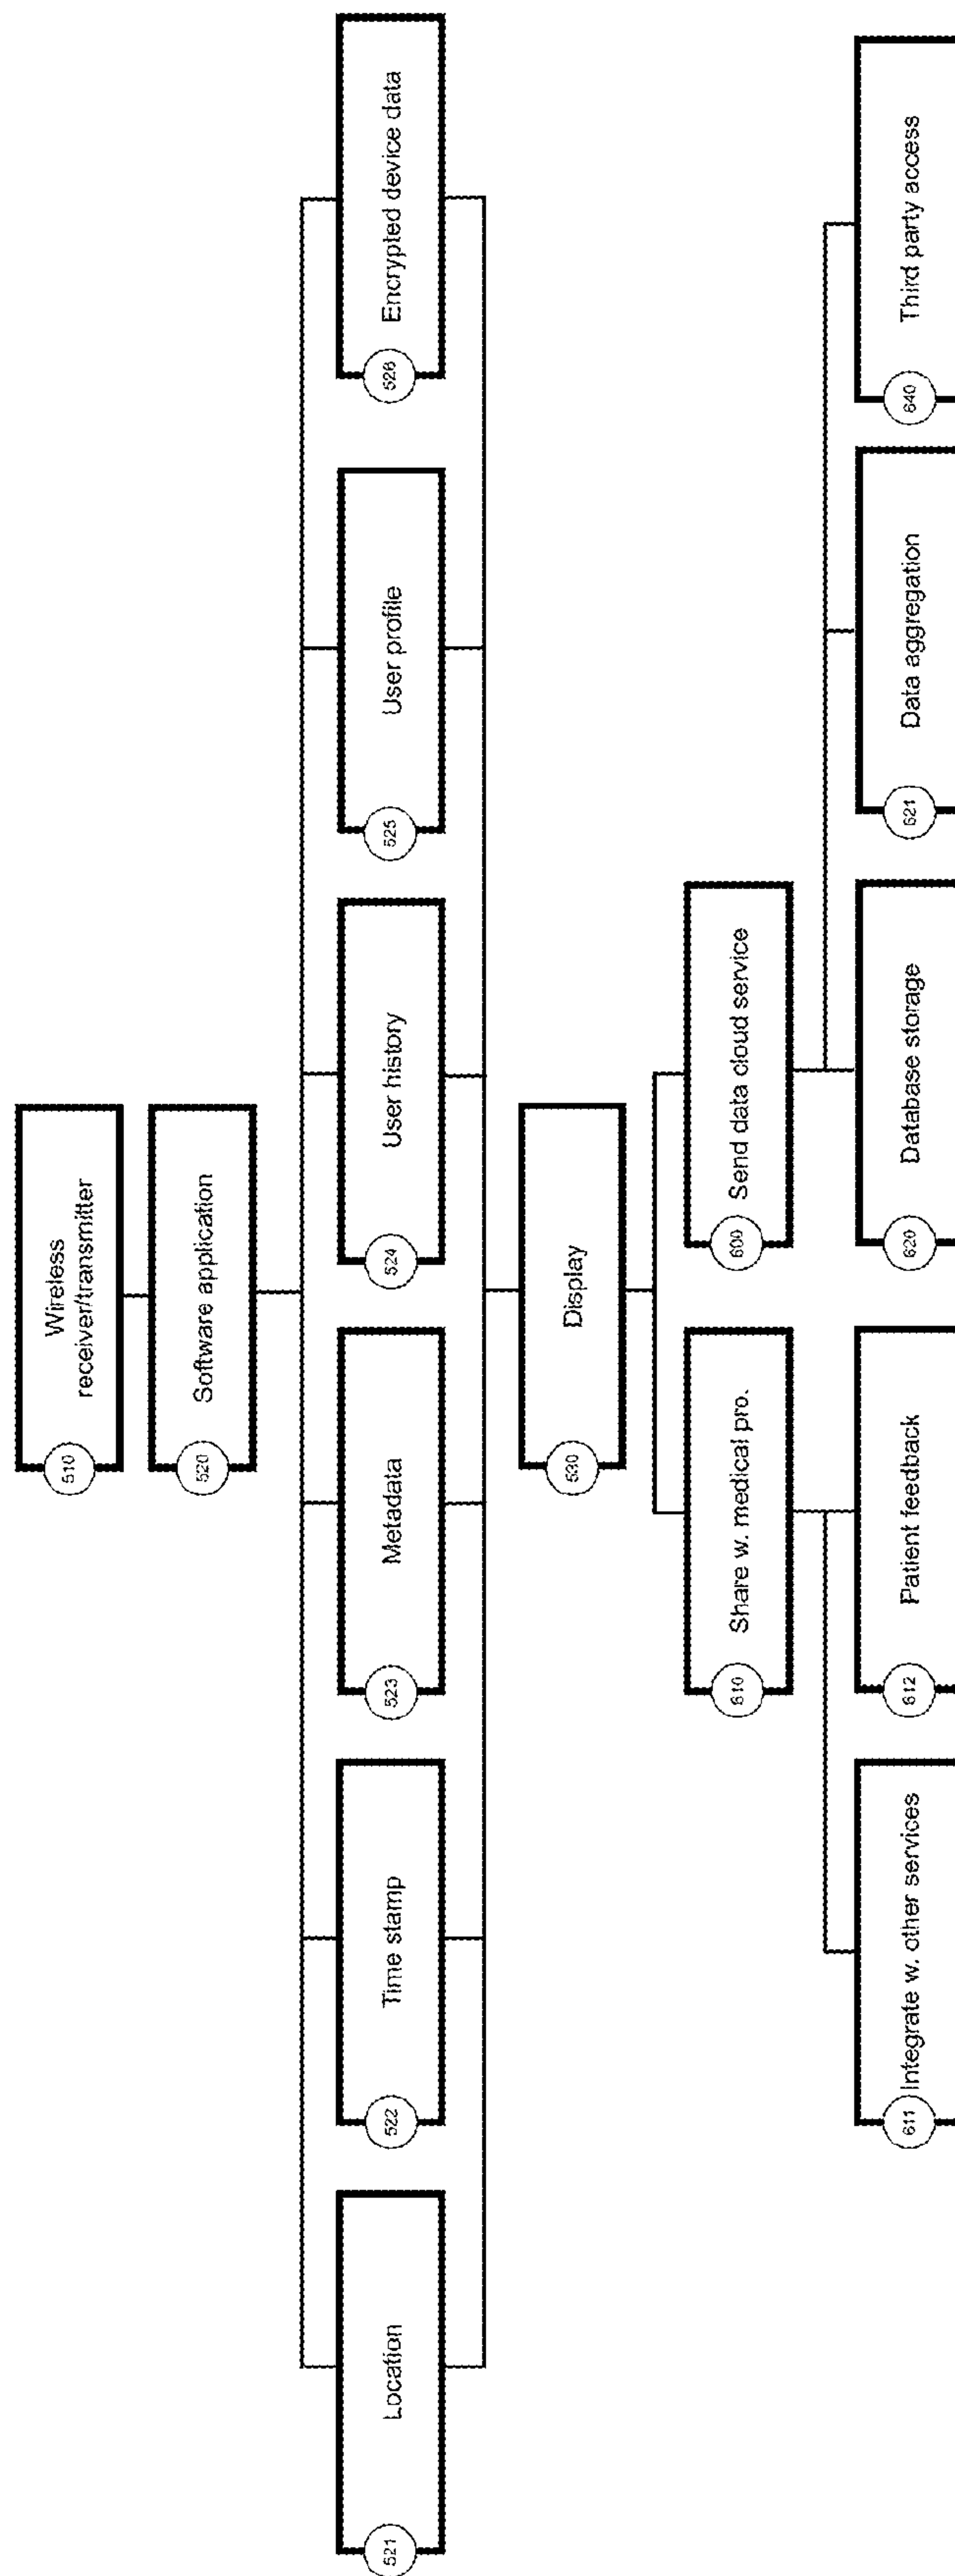 Wireless
receiver/transmitter
510
Software application
520
Location
521
Time stamp
522
Metadata
523
User history
524
User profile
525
Encrypted device data
526
Display
530
Share w. medical pro.
610
Send data cloud service
600
Integrate w. other services
611
Patient feedback
612
Database storage
620
Data aggregation
621
Third party access
640